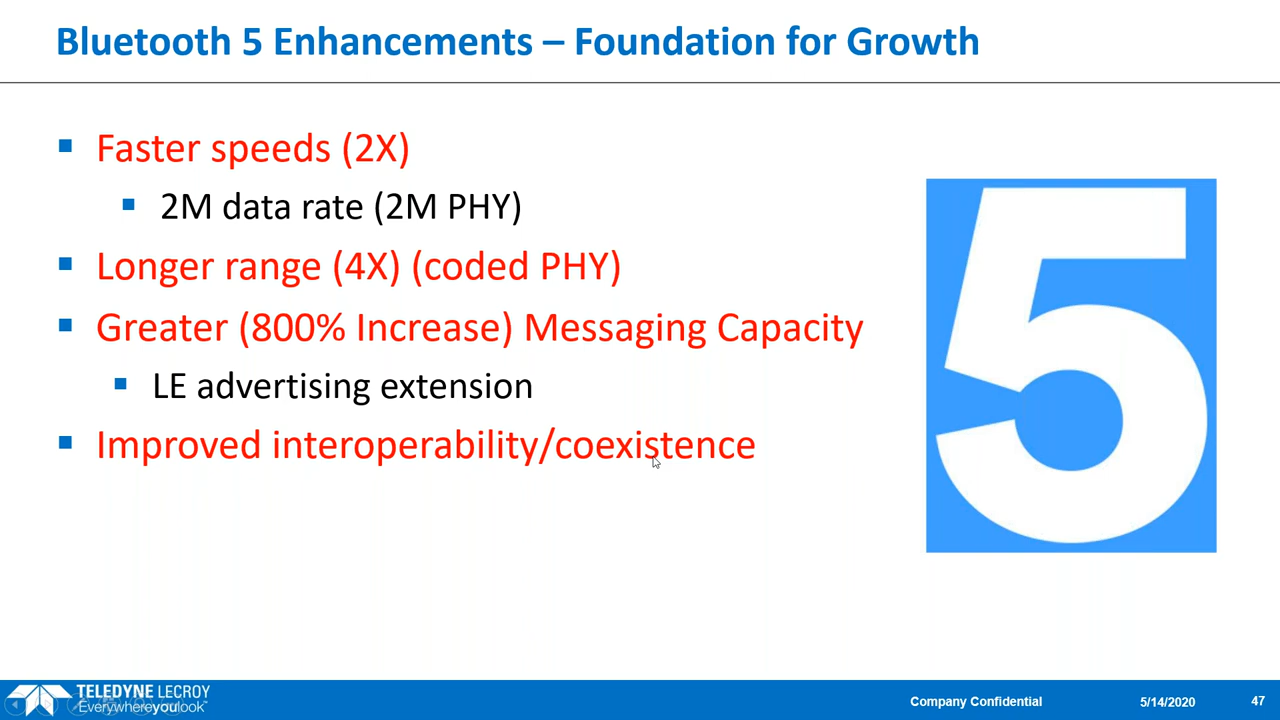 Bluetooth 5 Enhancements – Foundation for Growth
Faster speeds (2X)
2M data rate (2M PHY)
Longer range (4X) (coded PHY)
Greater (800% Increase) Messaging Capacity
LE advertising extension
Improved interoperability/coexistence
5
TELEDYNE LECROY
Everywhereyoulook™
Company Confidential
5/14/2020
47